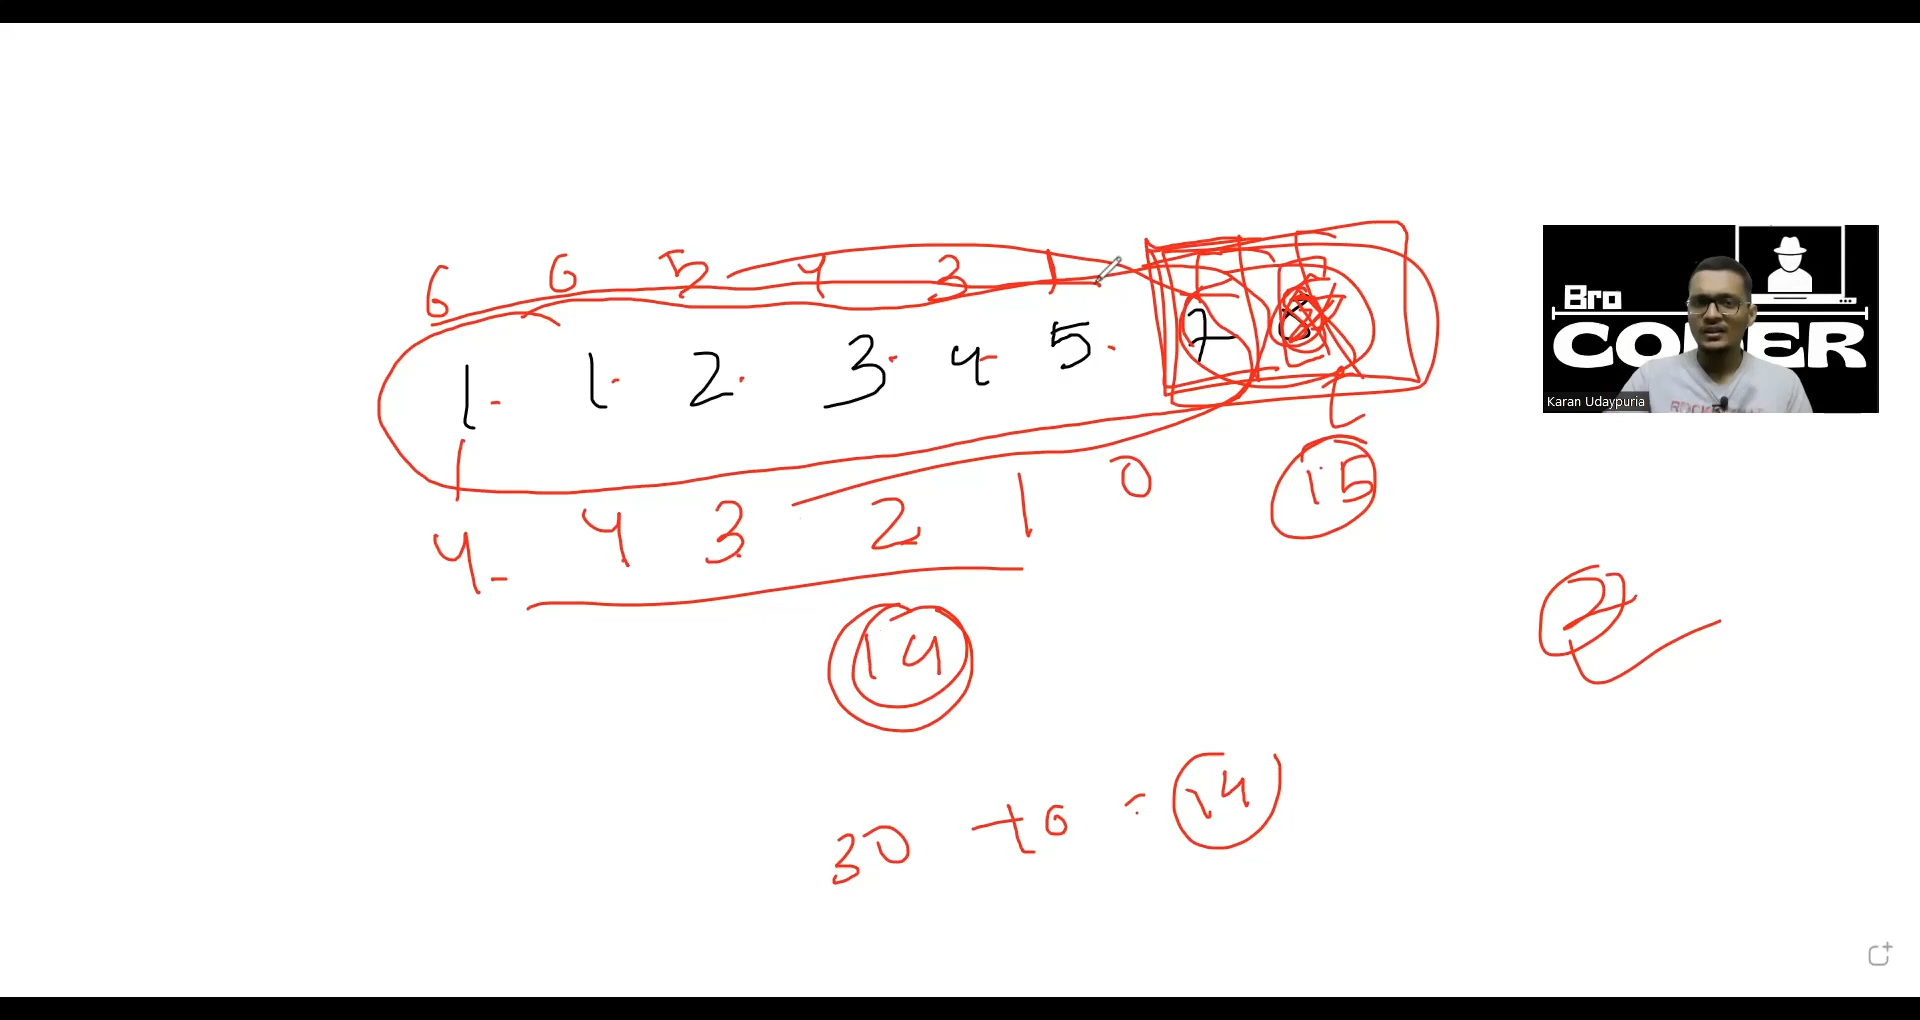 6 6 5 4 3 1
1 1 2 3 4 5 7 8
4 4 3 2 1 0 15
14
2
30 to 14
Bro
CODER
Karan Udaypuria